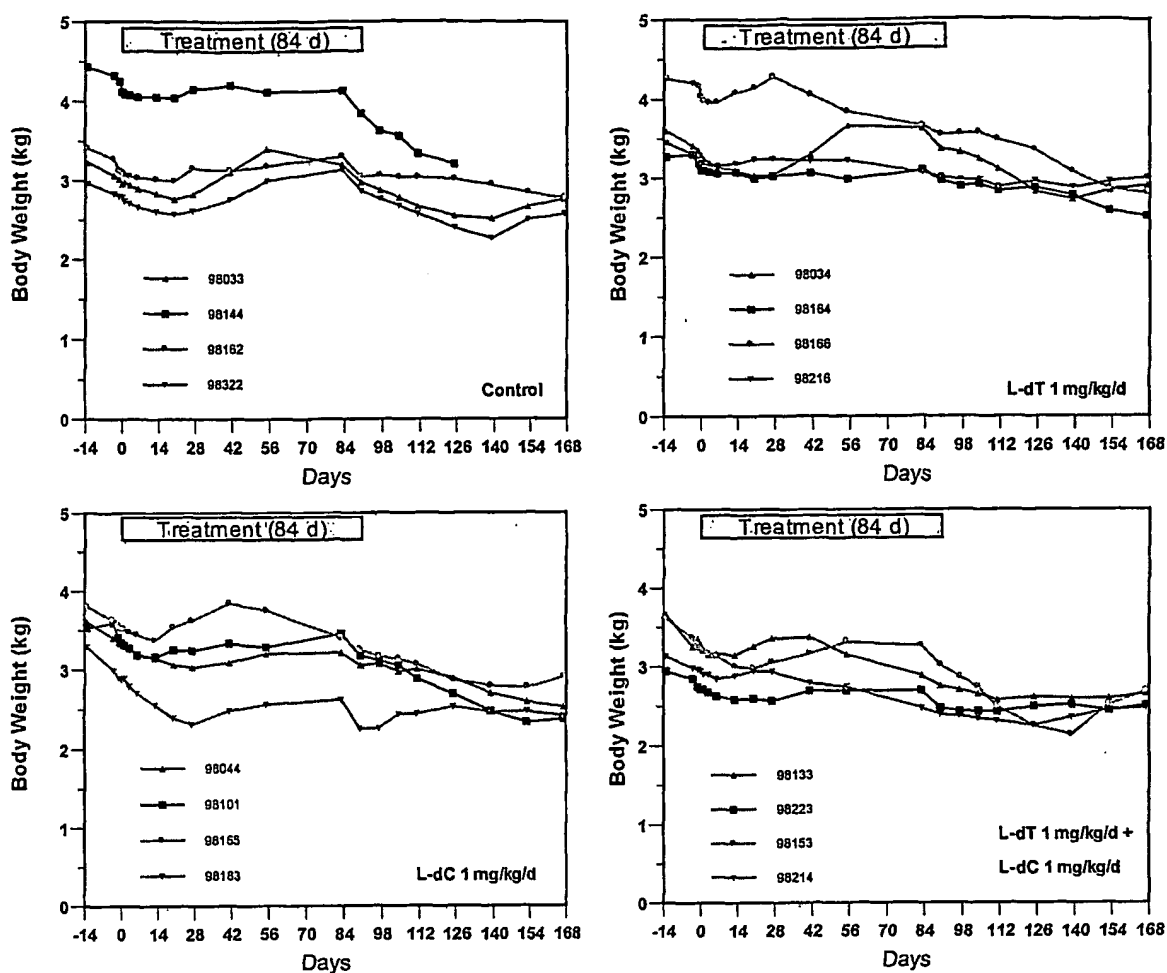 Treatment (84 d)
Body Weight (kg)
5
4
3
2
1
0
98033
98144
98162
98322
Control
-14 0 14 28 42 56 70 84 98 112 126 140 154 168
Days
Treatment (84 d)
Body Weight (kg)
5
4
3
2
1
0
98034
98164
98166
98216
L-dT 1 mg/kg/d
-14 0 14 28 42 56 70 84 98 112 126 140 154 168
Days
Treatment (84 d)
Body Weight (kg)
5
4
3
2
1
0
98044
98101
98165
98183
L-dC 1 mg/kg/d
-14 0 14 28 42 56 70 84 98 112 126 140 154 168
Days
Treatment (84 d)
Body Weight (kg)
5
4
3
2
1
0
98133
98223
98153
98214
L-dT 1 mg/kg/d +
L-dC 1 mg/kg/d
-14 0 14 28 42 56 70 84 98 112 126 140 154 168
Days